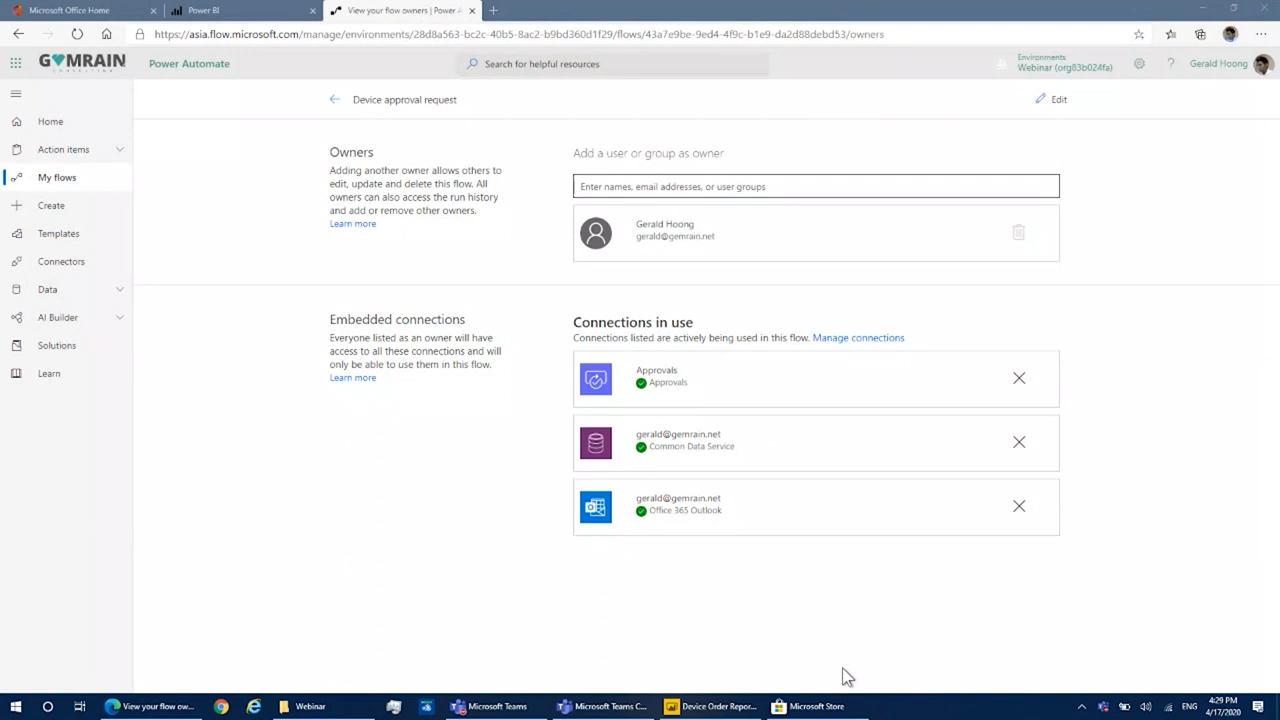 Microsoft Office Home
Power BI
View your flow owners | Power A
https://asia.flow.microsoft.com/manage/environments/28d8a563-bc2c-40b5-8ac2-b9bd360d1f29/flows/43a7e9be-9ed4-4f9c-b1e9-da2d88debd53/owners
GEMRAIN
CONSULTING
Power Automate
Search for helpful resources
Environments
Webinar (org83b024fa)
?
Gerald Hoong
Device approval request
Edit
Home
Action items
My flows
Create
Templates
Connectors
Data
AI Builder
Solutions
Learn
Owners
Adding another owner allows others to
edit, update and delete this flow. All
owners can also access the run history
and add or remove other owners.
Learn more
Add a user or group as owner
Enter names, email addresses, or user groups
Gerald Hoong
gerald@gemrain.net
Embedded connections
Everyone listed as an owner will have
access to all these connections and will
only be able to use them in this flow.
Learn more
Connections in use
Connections listed are actively being used in this flow. Manage connections
Approvals
Approvals
gerald@gemrain.net
Common Data Service
gerald@gemrain.net
Office 365 Outlook
View your flow ow...
Webinar
Microsoft Teams
Microsoft Teams C...
Device Order Repor...
Microsoft Store
ENG
4:29 PM
4/17/2020